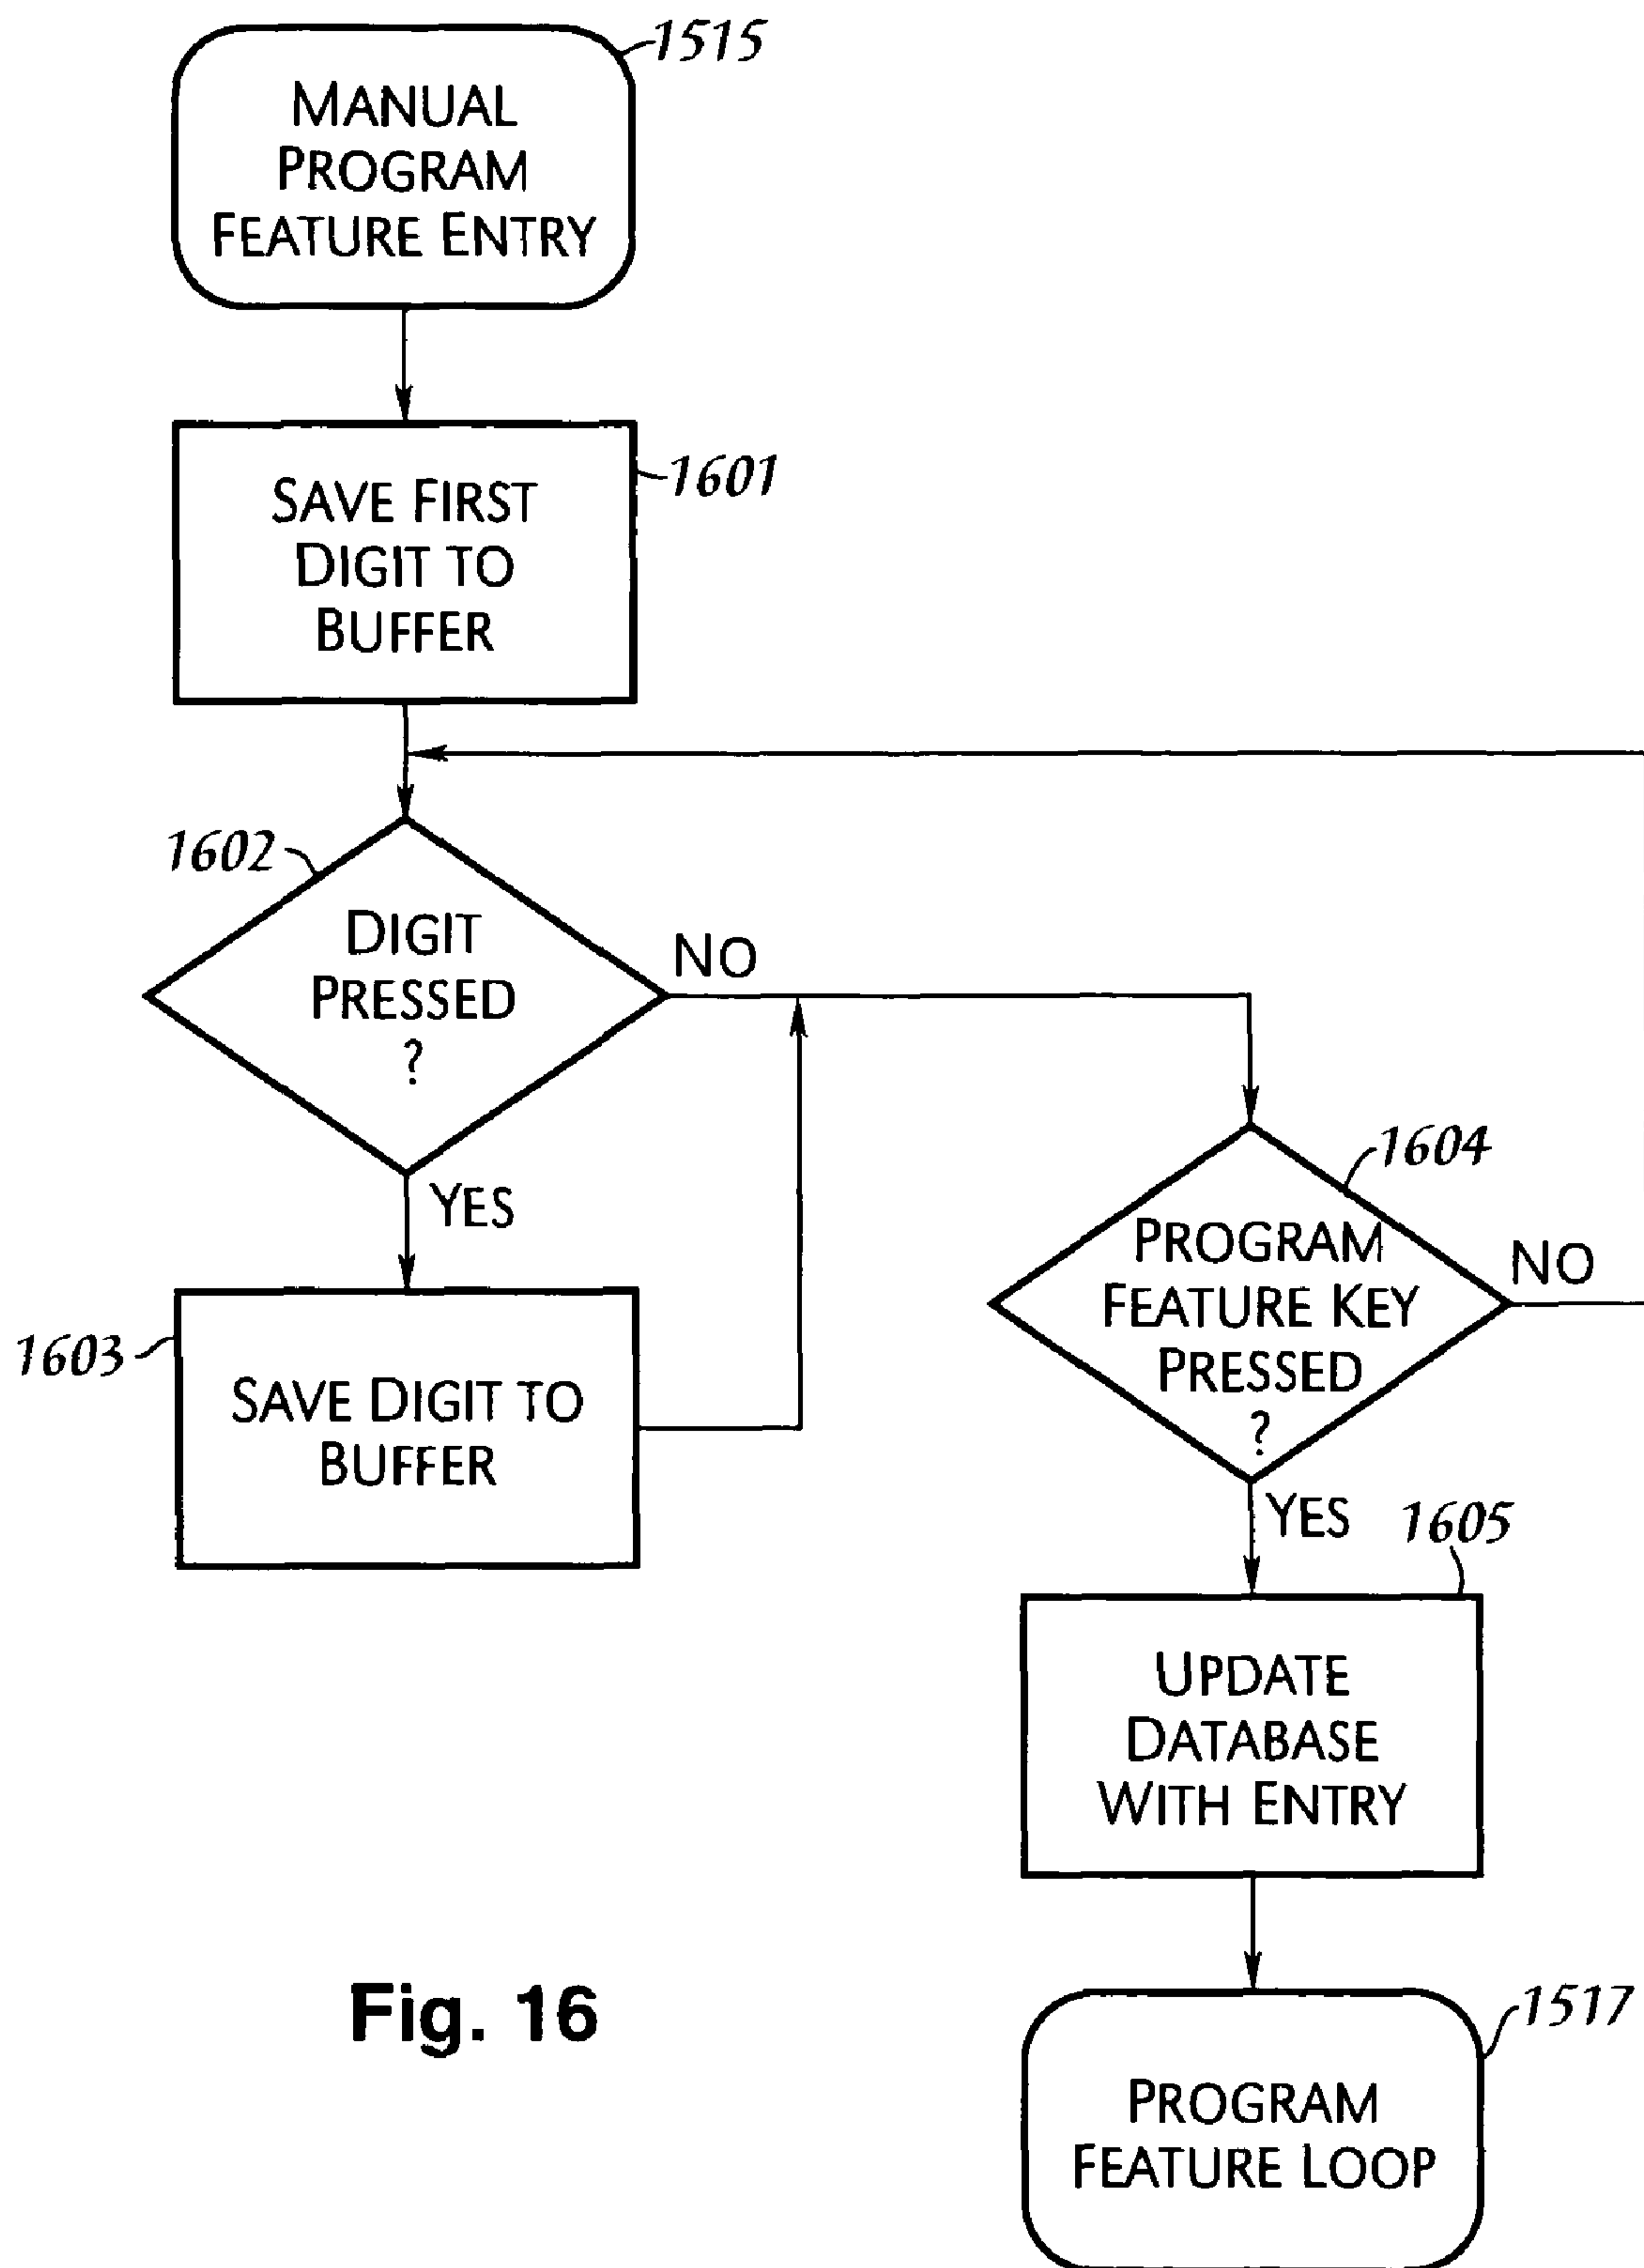 1515
MANUAL
PROGRAM
FEATURE ENTRY
1601
SAVE FIRST
DIGIT TO
BUFFER
1602
DIGIT
PRESSED
?
NO
YES
1603
SAVE DIGIT TO
BUFFER
1604
PROGRAM
FEATURE KEY
PRESSED
?
NO
YES
1605
UPDATE
DATABASE
WITH ENTRY
1517
PROGRAM
FEATURE LOOP
Fig. 16